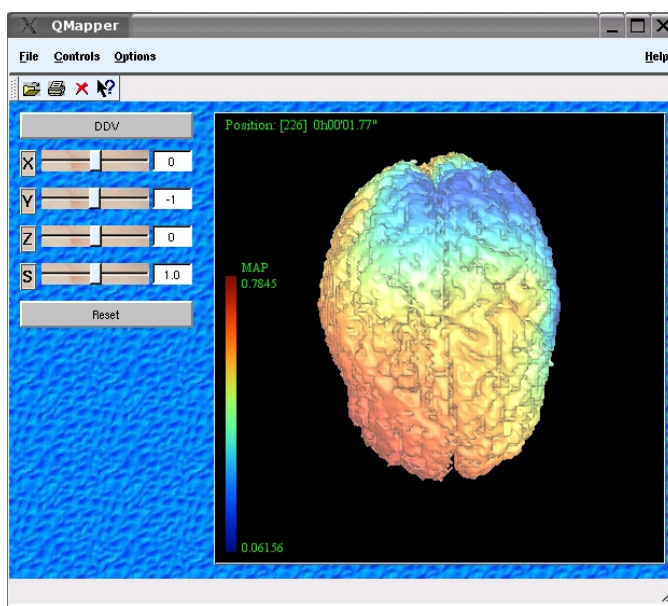 QMapper
File Controls Options Help
DDV
Position: [226] 0h00'01.77"
X 0
Y -1
Z 0
S 1.0
MAP
0.7845
Reset
0.06156